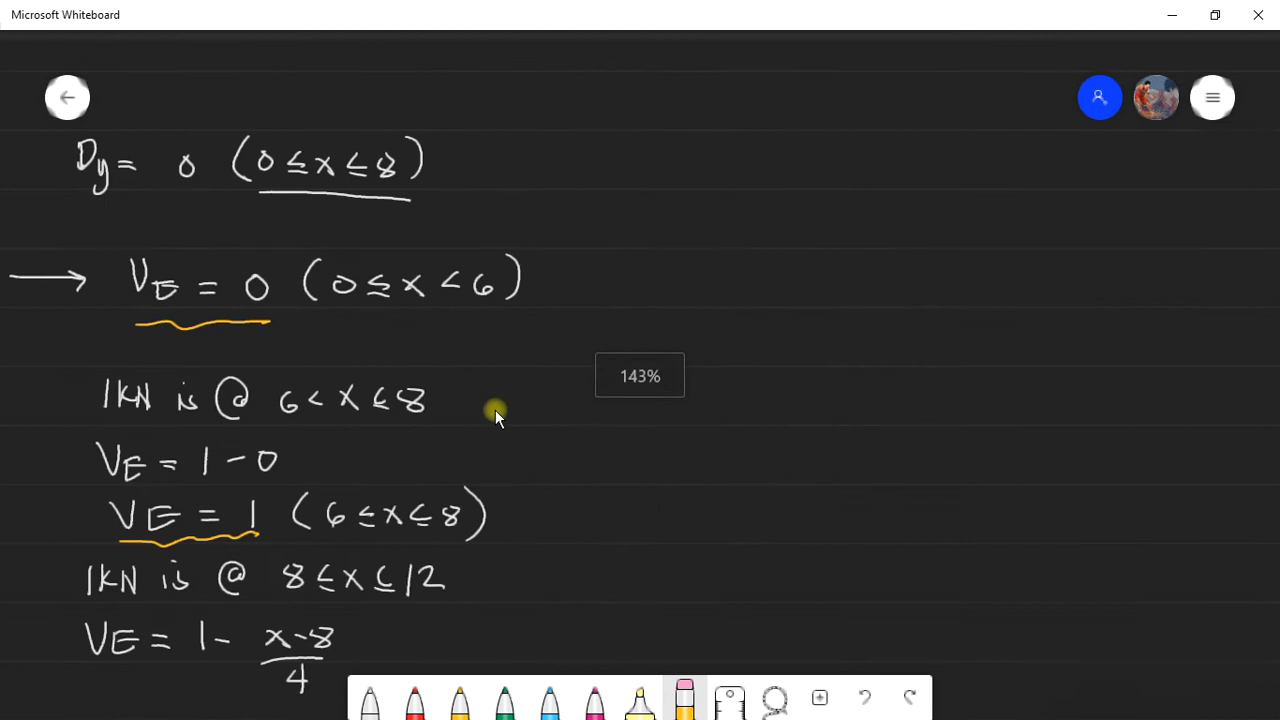 Microsoft Whiteboard
Dy = 0 (0 ≤ x ≤ 8)
VE = 0 (0 ≤ x < 6)
143%
1KN is @ 6 < x ≤ 8
VE = 1 - 0
VE = 1 (6 ≤ x ≤ 8)
1KN is @ 8 ≤ x ≤ 12
VE = 1 - x-8
4